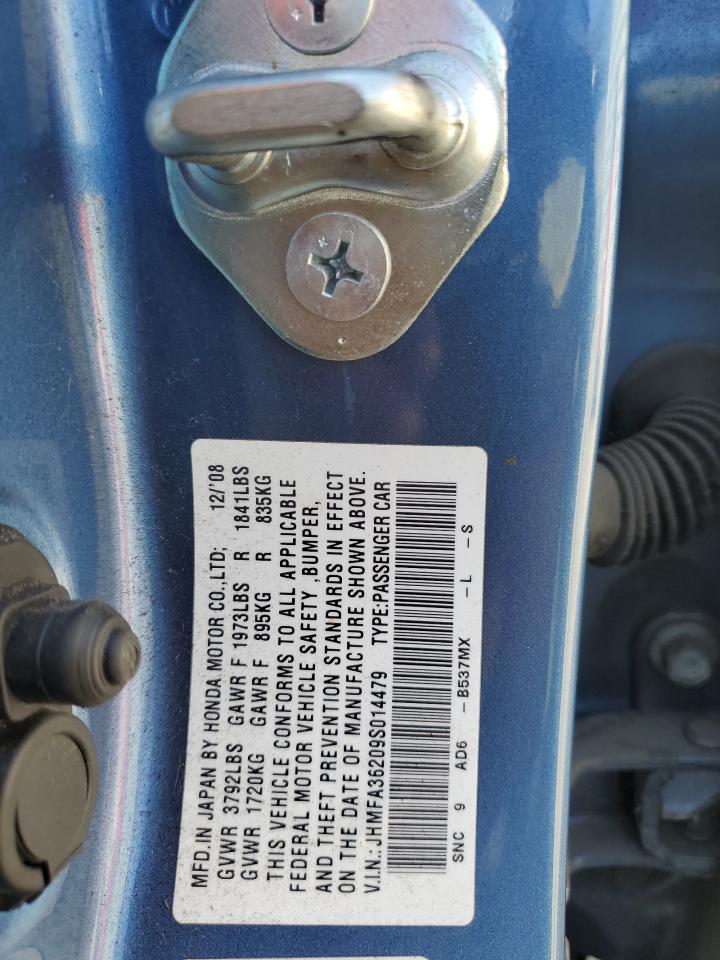 MFD.IN JAPAN BY HONDA MOTOR CO.,LTD; 12/'08
GVWR 3792LBS GAWR F 1973LBS R 1841LBS
GVWR 1720KG GAWR F 895KG R 835KG
THIS VEHICLE CONFORMS TO ALL APPLICABLE
FEDERAL MOTOR VEHICLE SAFETY ,BUMPER,
AND THEFT PREVENTION STANDARDS IN EFFECT
ON THE DATE OF MANUFACTURE SHOWN ABOVE.
V.I.N.:JHMFA36209S014479 TYPE:PASSENGER CAR
SNC 9 AD6 -B537MX -L -S